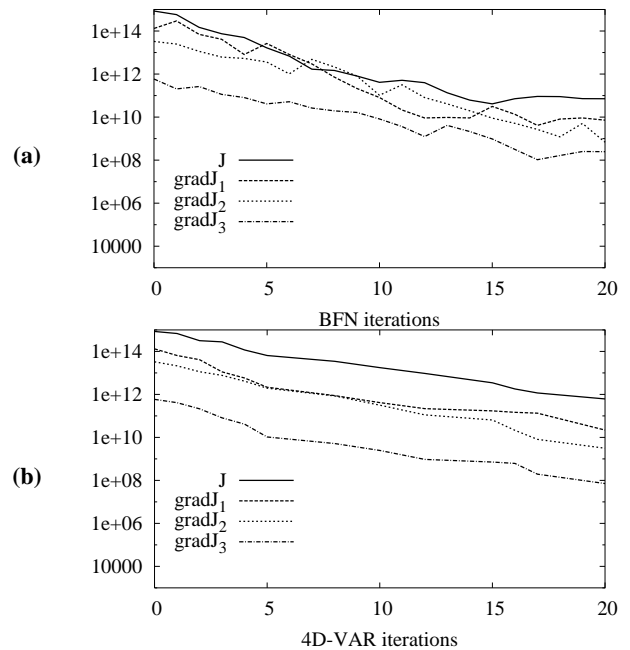 (a)
1e+14
1e+12
1e+10
1e+08
1e+06
10000
J
gradJ1
gradJ2
gradJ3
0 5 10 15 20
BFN iterations
(b)
1e+14
1e+12
1e+10
1e+08
1e+06
10000
J
gradJ1
gradJ2
gradJ3
0 5 10 15 20
4D-VAR iterations